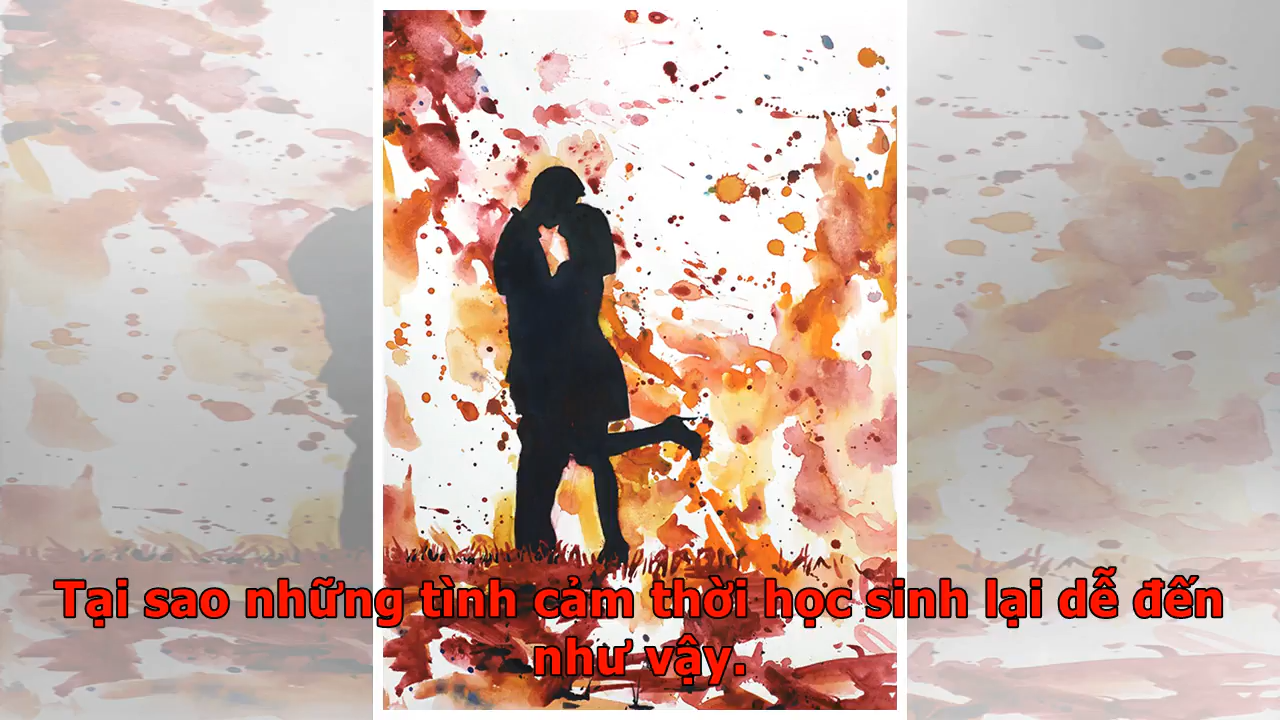 Tại sao những tình cảm thời học sinh lại dễ đến
như vậy.